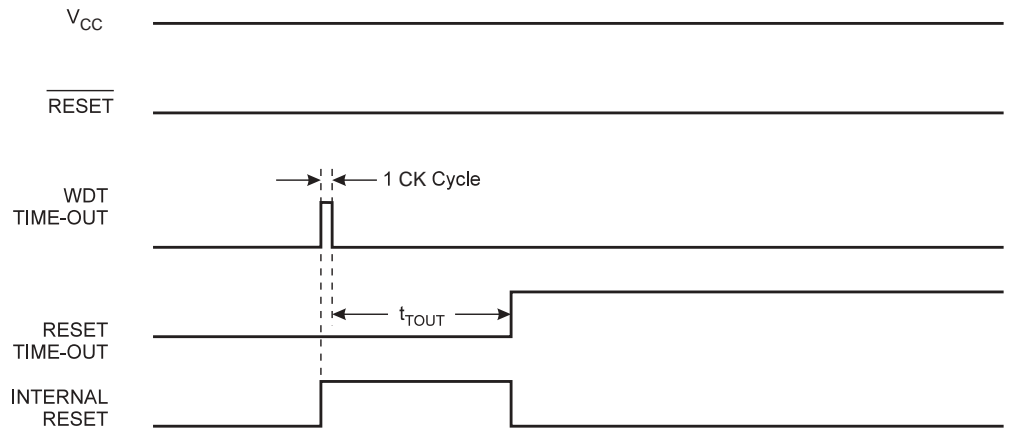 VCC
RESET
1 CK Cycle
WDT
TIME-OUT
tTOUT
RESET
TIME-OUT
INTERNAL
RESET